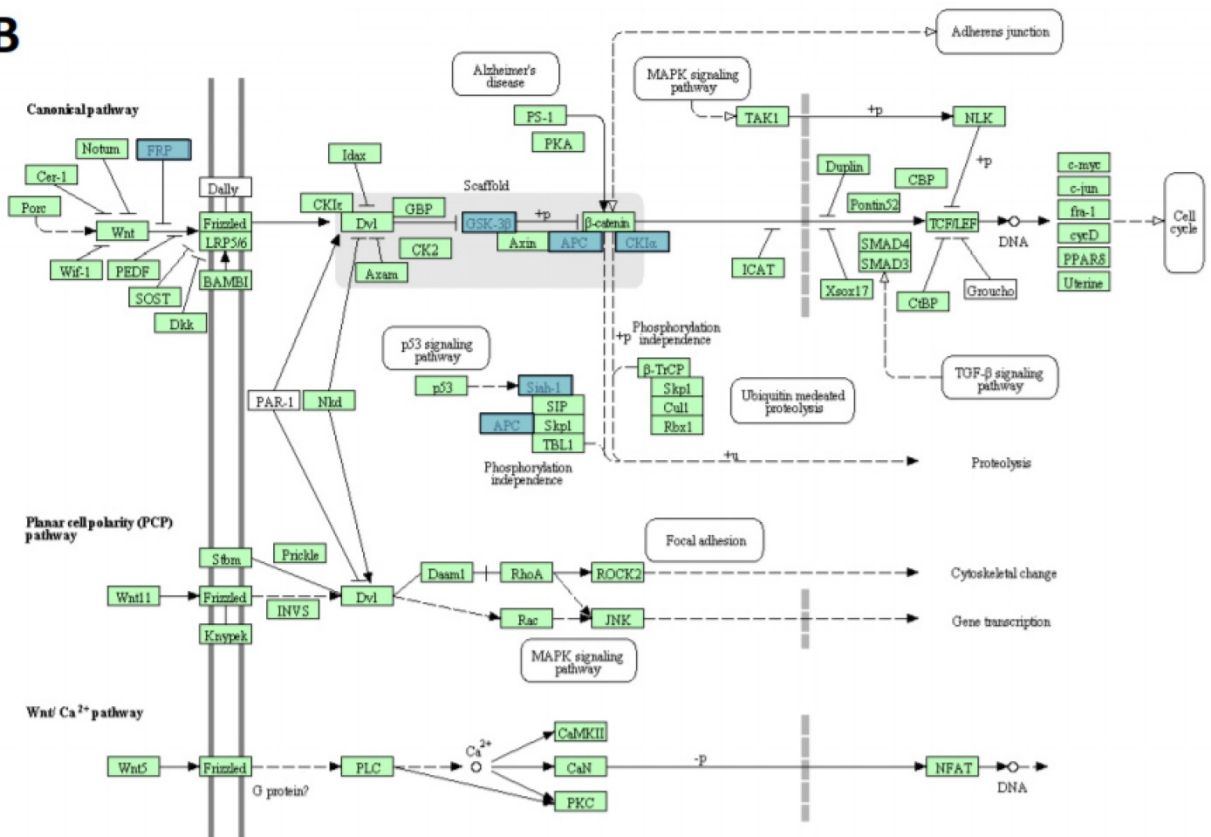 B
Canonical pathway
Alzheimer's
disease
MAPK signaling
pathway
Adherens junction
PS-1
PKA
TAK1
+p
NLK
Notum
FRP
Cer-1
Porc
Wnt
Wif-1
PEDF
SOST
Dkk
Dally
Frizzled
LRP5/6
BAMBI
Idax
CKIε
Dvl
GBP
CK2
Axam
Scaffold
GSK-3β
+p
β-catenin
Axin
APC
CKIα
Duplin
CBP
Pontin52
+p
TCF/LEF
DNA
SMAD4
SMAD3
ICAT
Xsox17
CtBP
Groucho
c-myc
c-jun
fra-1
cycD
PPARδ
Uterine
Cell
cycle
p53 signaling
pathway
+p
Phosphorylation
independence
TGF-β signaling
pathway
p53
Siah-1
SIP
APC
Skp1
TBL1
β-TrCP
Skp1
Cul1
Rbx1
Ubiquitin medeated
proteolysis
PAR-1
Nkd
Phosphorylation
independence
+u
Proteolysis
Planar cell polarity (PCP)
pathway
Stbm
Prickle
Wnt11
Frizzled
INVS
Dvl
Knypek
Daam1
RhoA
ROCK2
Focal adhesion
Cytoskeletal change
Rac
JNK
Gene transcription
MAPK signaling
pathway
Wnt/ Ca2+ pathway
Wnt5
Frizzled
G protein?
PLC
Ca2+
CaMKII
CaN
PKC
-p
NFAT
DNA